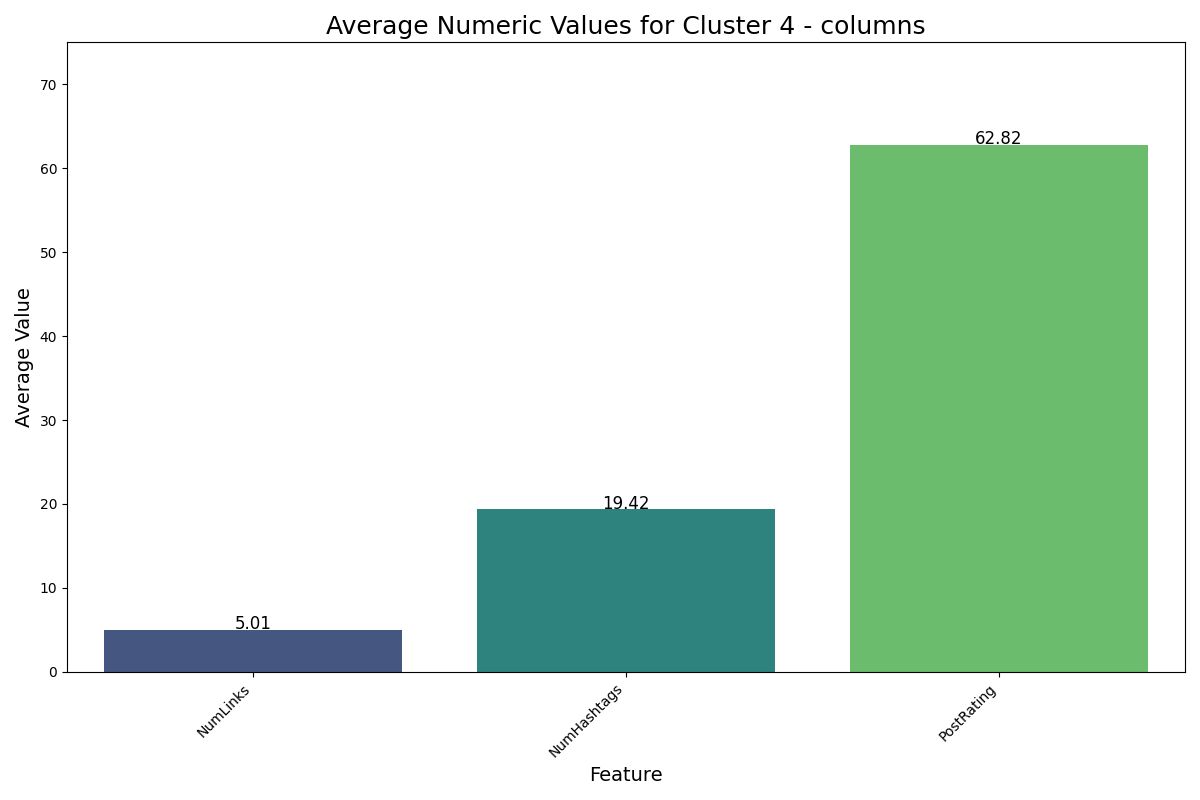 Average Numeric Values for Cluster 4 - columns
Average Value
70
60
50
40
30
20
10
0
5.01
19.42
62.82
NumLinks
NumHashtags
PostRating
Feature